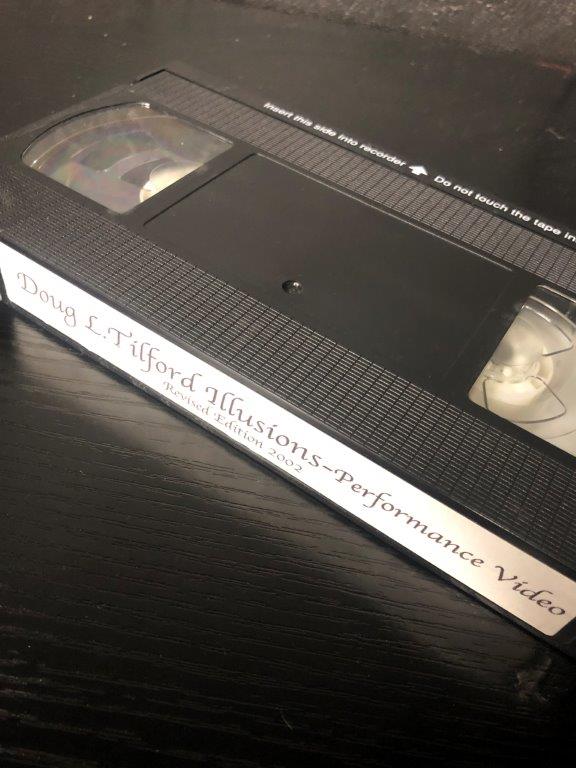 Insert this side into recorder Do not touch the tape in
Doug L.Tilford Illusions-Performance Video
Revised Edition 2002